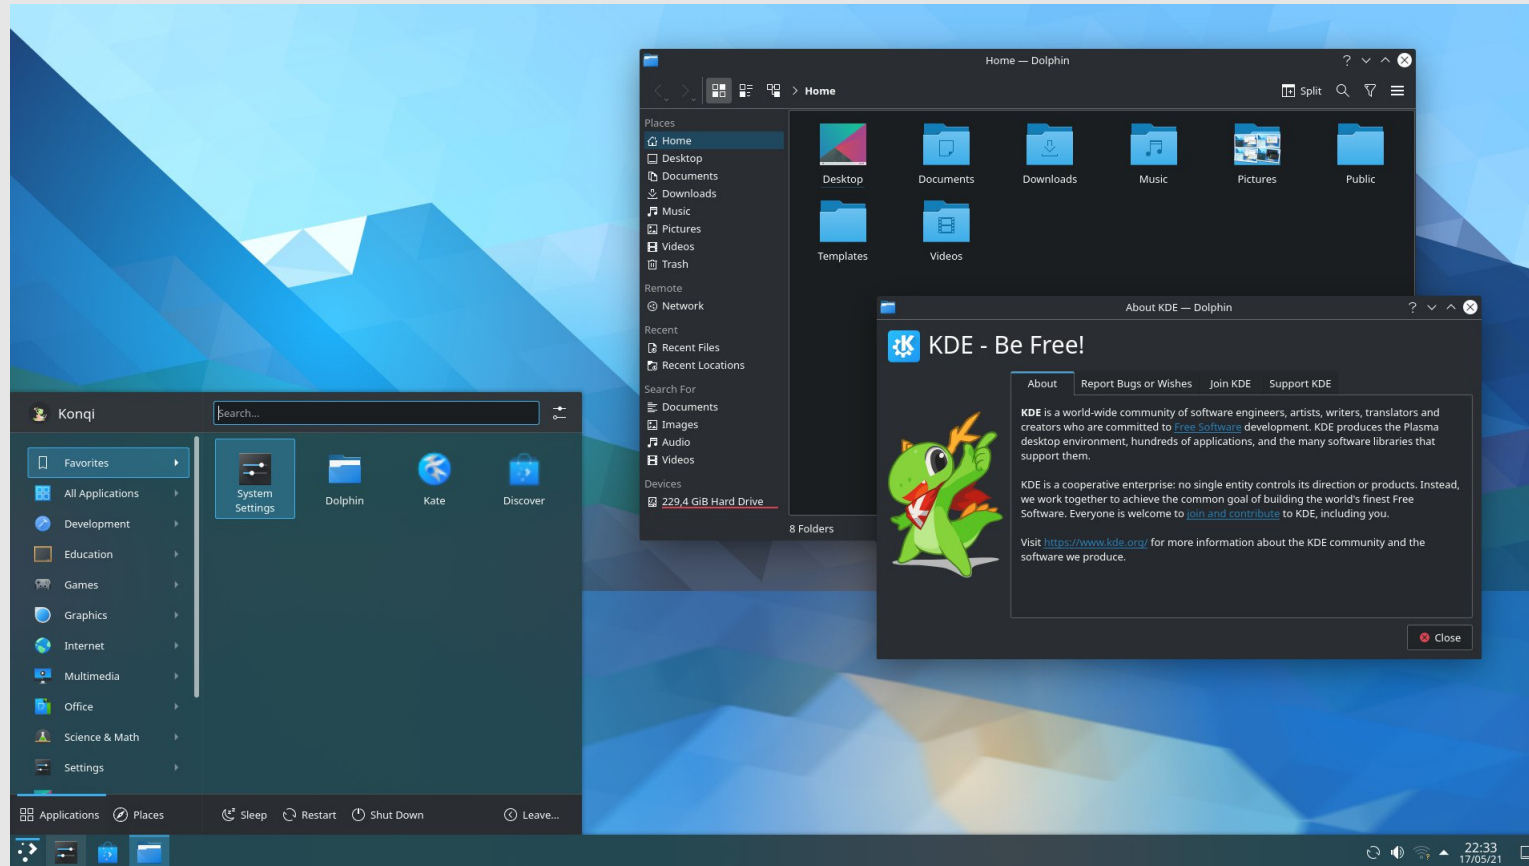 Home — Dolphin
Home
Split
Places
Home
Desktop
Documents
Downloads
Music
Pictures
Videos
Trash
Remote
Network
Recent
Recent Files
Recent Locations
Search For
Documents
Images
Audio
Videos
Devices
229,4 GiB Hard Drive
Desktop
Documents
Downloads
Music
Pictures
Public
Templates
Videos
8 Folders
About KDE — Dolphin
KDE - Be Free!
About
Report Bugs or Wishes
Join KDE
Support KDE
KDE is a world-wide community of software engineers, artists, writers, translators and
creators who are committed to Free Software development. KDE produces the Plasma
desktop environment, hundreds of applications, and the many software libraries that
support them.
KDE is a cooperative enterprise: no single entity controls its direction or products. Instead,
we work together to achieve the common goal of building the world's finest Free
Software. Everyone is welcome to join and contribute to KDE, including you.
Visit https://www.kde.org/ for more information about the KDE community and the
software we produce.
Close
Konqi
Search...
Favorites
All Applications
Development
Education
Games
Graphics
Internet
Multimedia
Office
Science & Math
Settings
System
Settings
Dolphin
Kate
Discover
Applications
Places
Sleep
Restart
Shut Down
Leave...
22:33
17/05/21